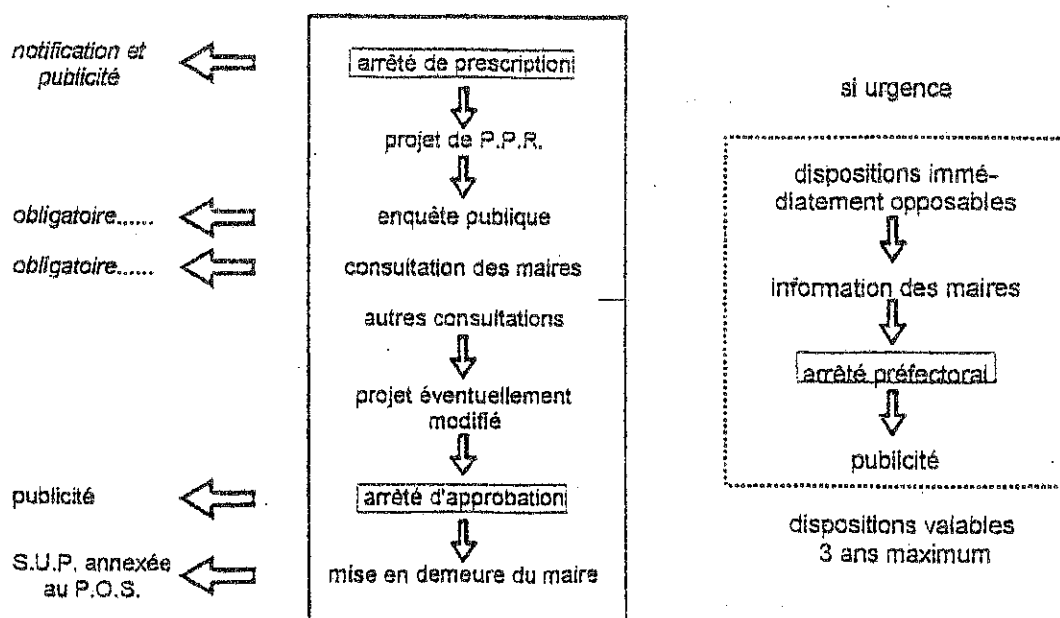 notification et
publicité
arrêté de prescription
projet de P.P.R.
obligatoire......
enquête publique
obligatoire......
consultation des maires
autres consultations
projet éventuellement
modifié
publicité
arrêté d'approbation
S.U.P. annexée
au P.O.S.
mise en demeure du maire
si urgence
dispositions immé-
diatement opposables
information des maires
arrêté préfectoral
publicité
dispositions valables
3 ans maximum